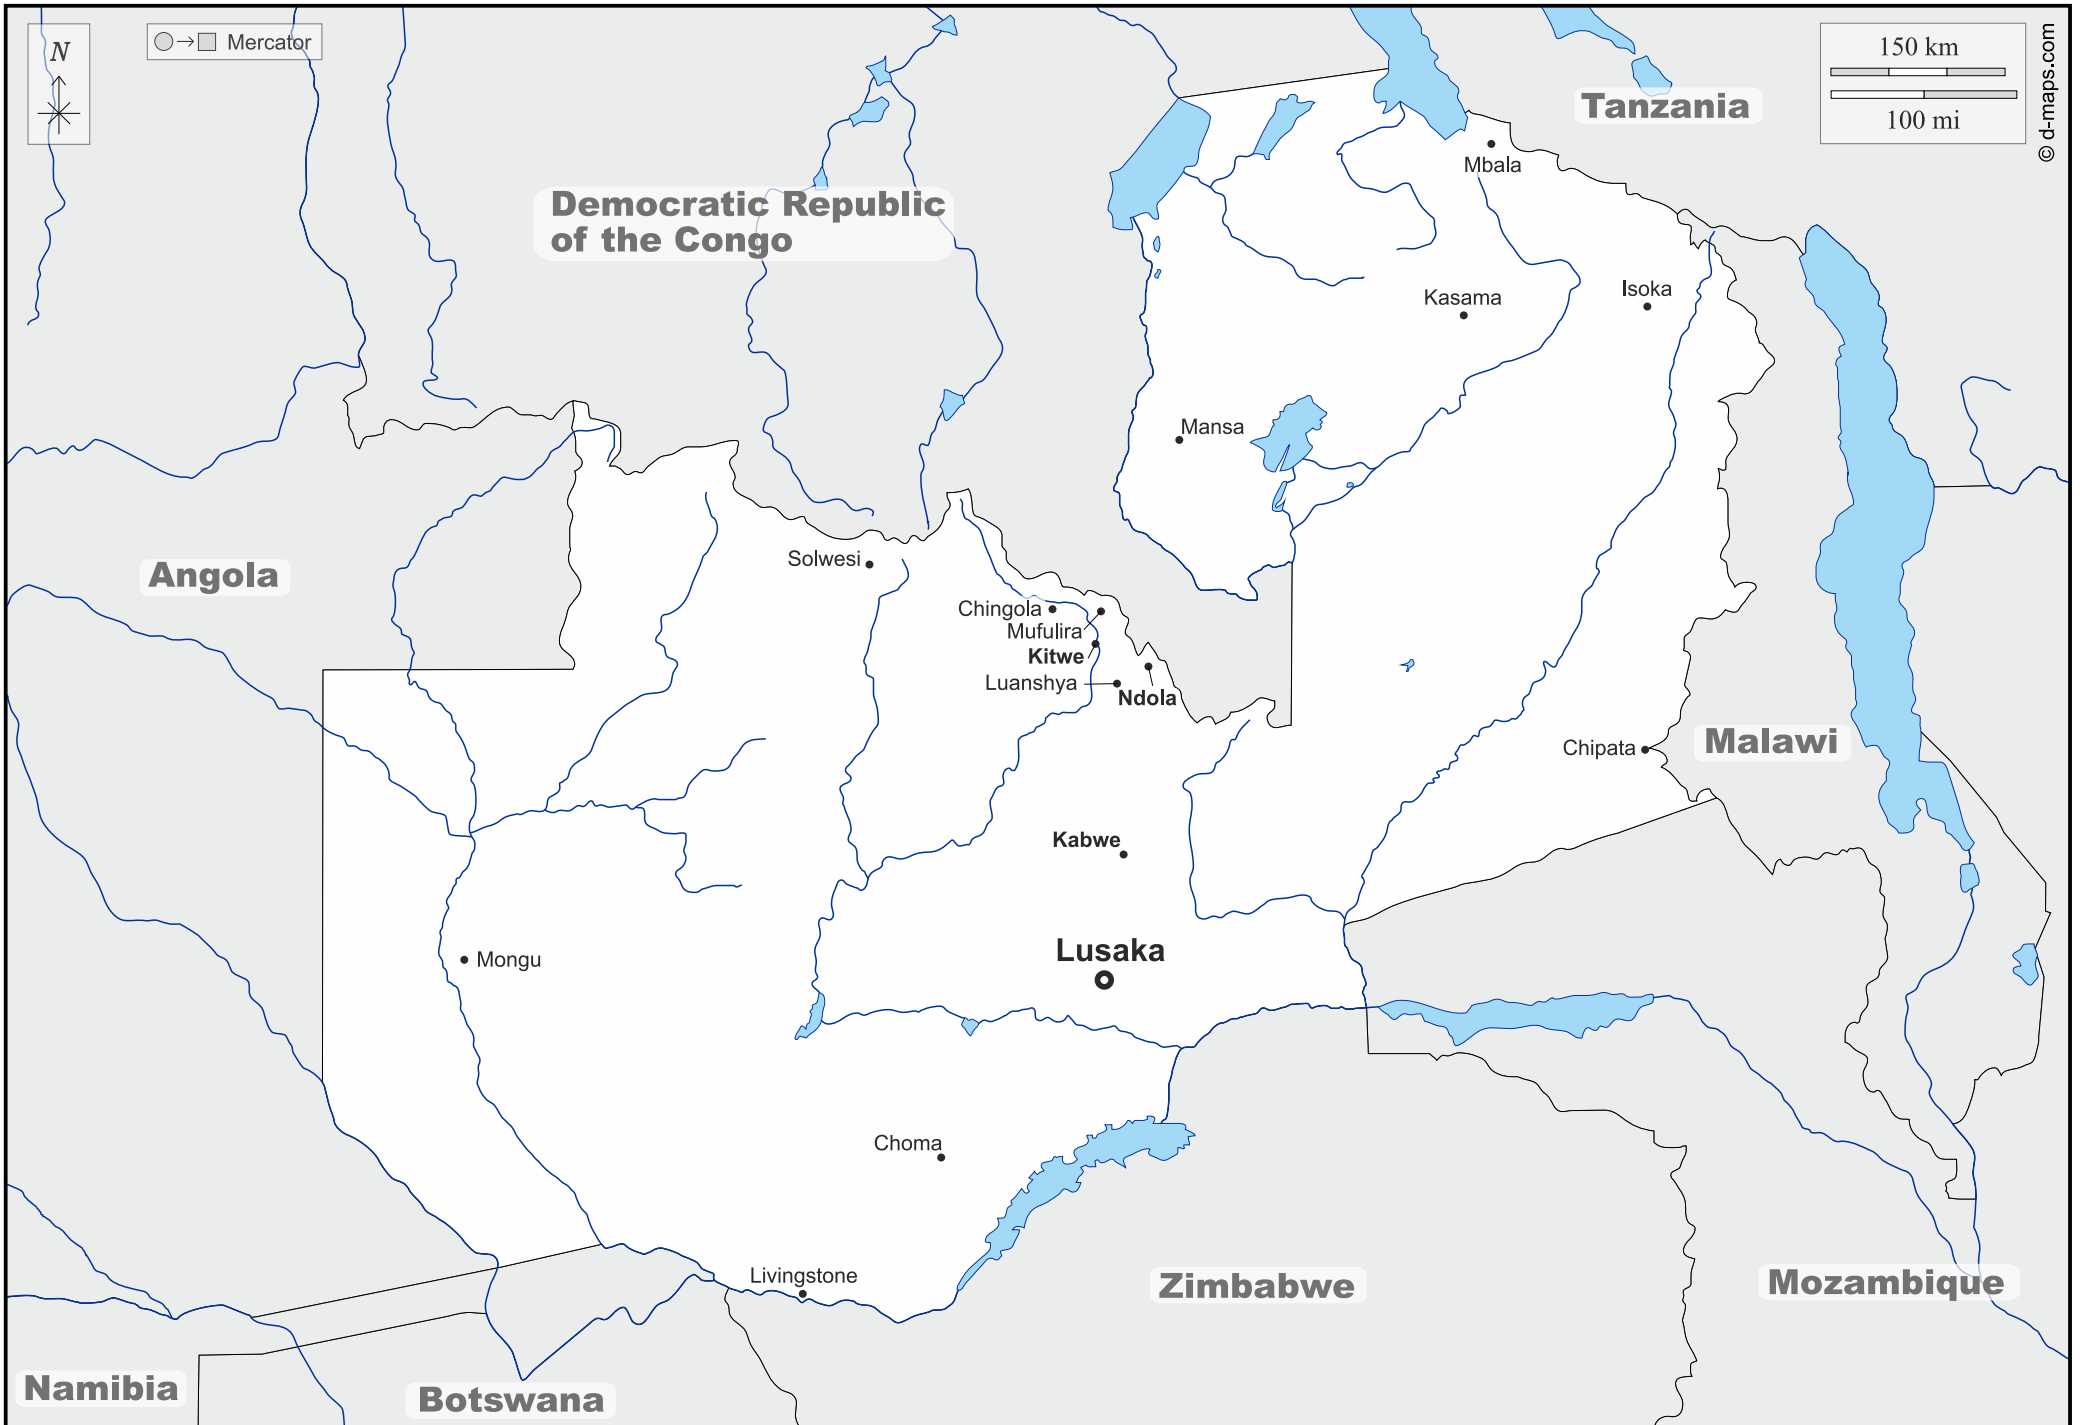 N
Mercator
150 km
100 mi
© d-maps.com
Tanzania
Mbala
Democratic Republic
of the Congo
Isoka
Kasama
Mansa
Solwesi
Angola
Chingola
Mufulira
Kitwe
Luanshya
Ndola
Chipata
Malawi
Kabwe
Lusaka
Mongu
Choma
Livingstone
Zimbabwe
Mozambique
Namibia
Botswana